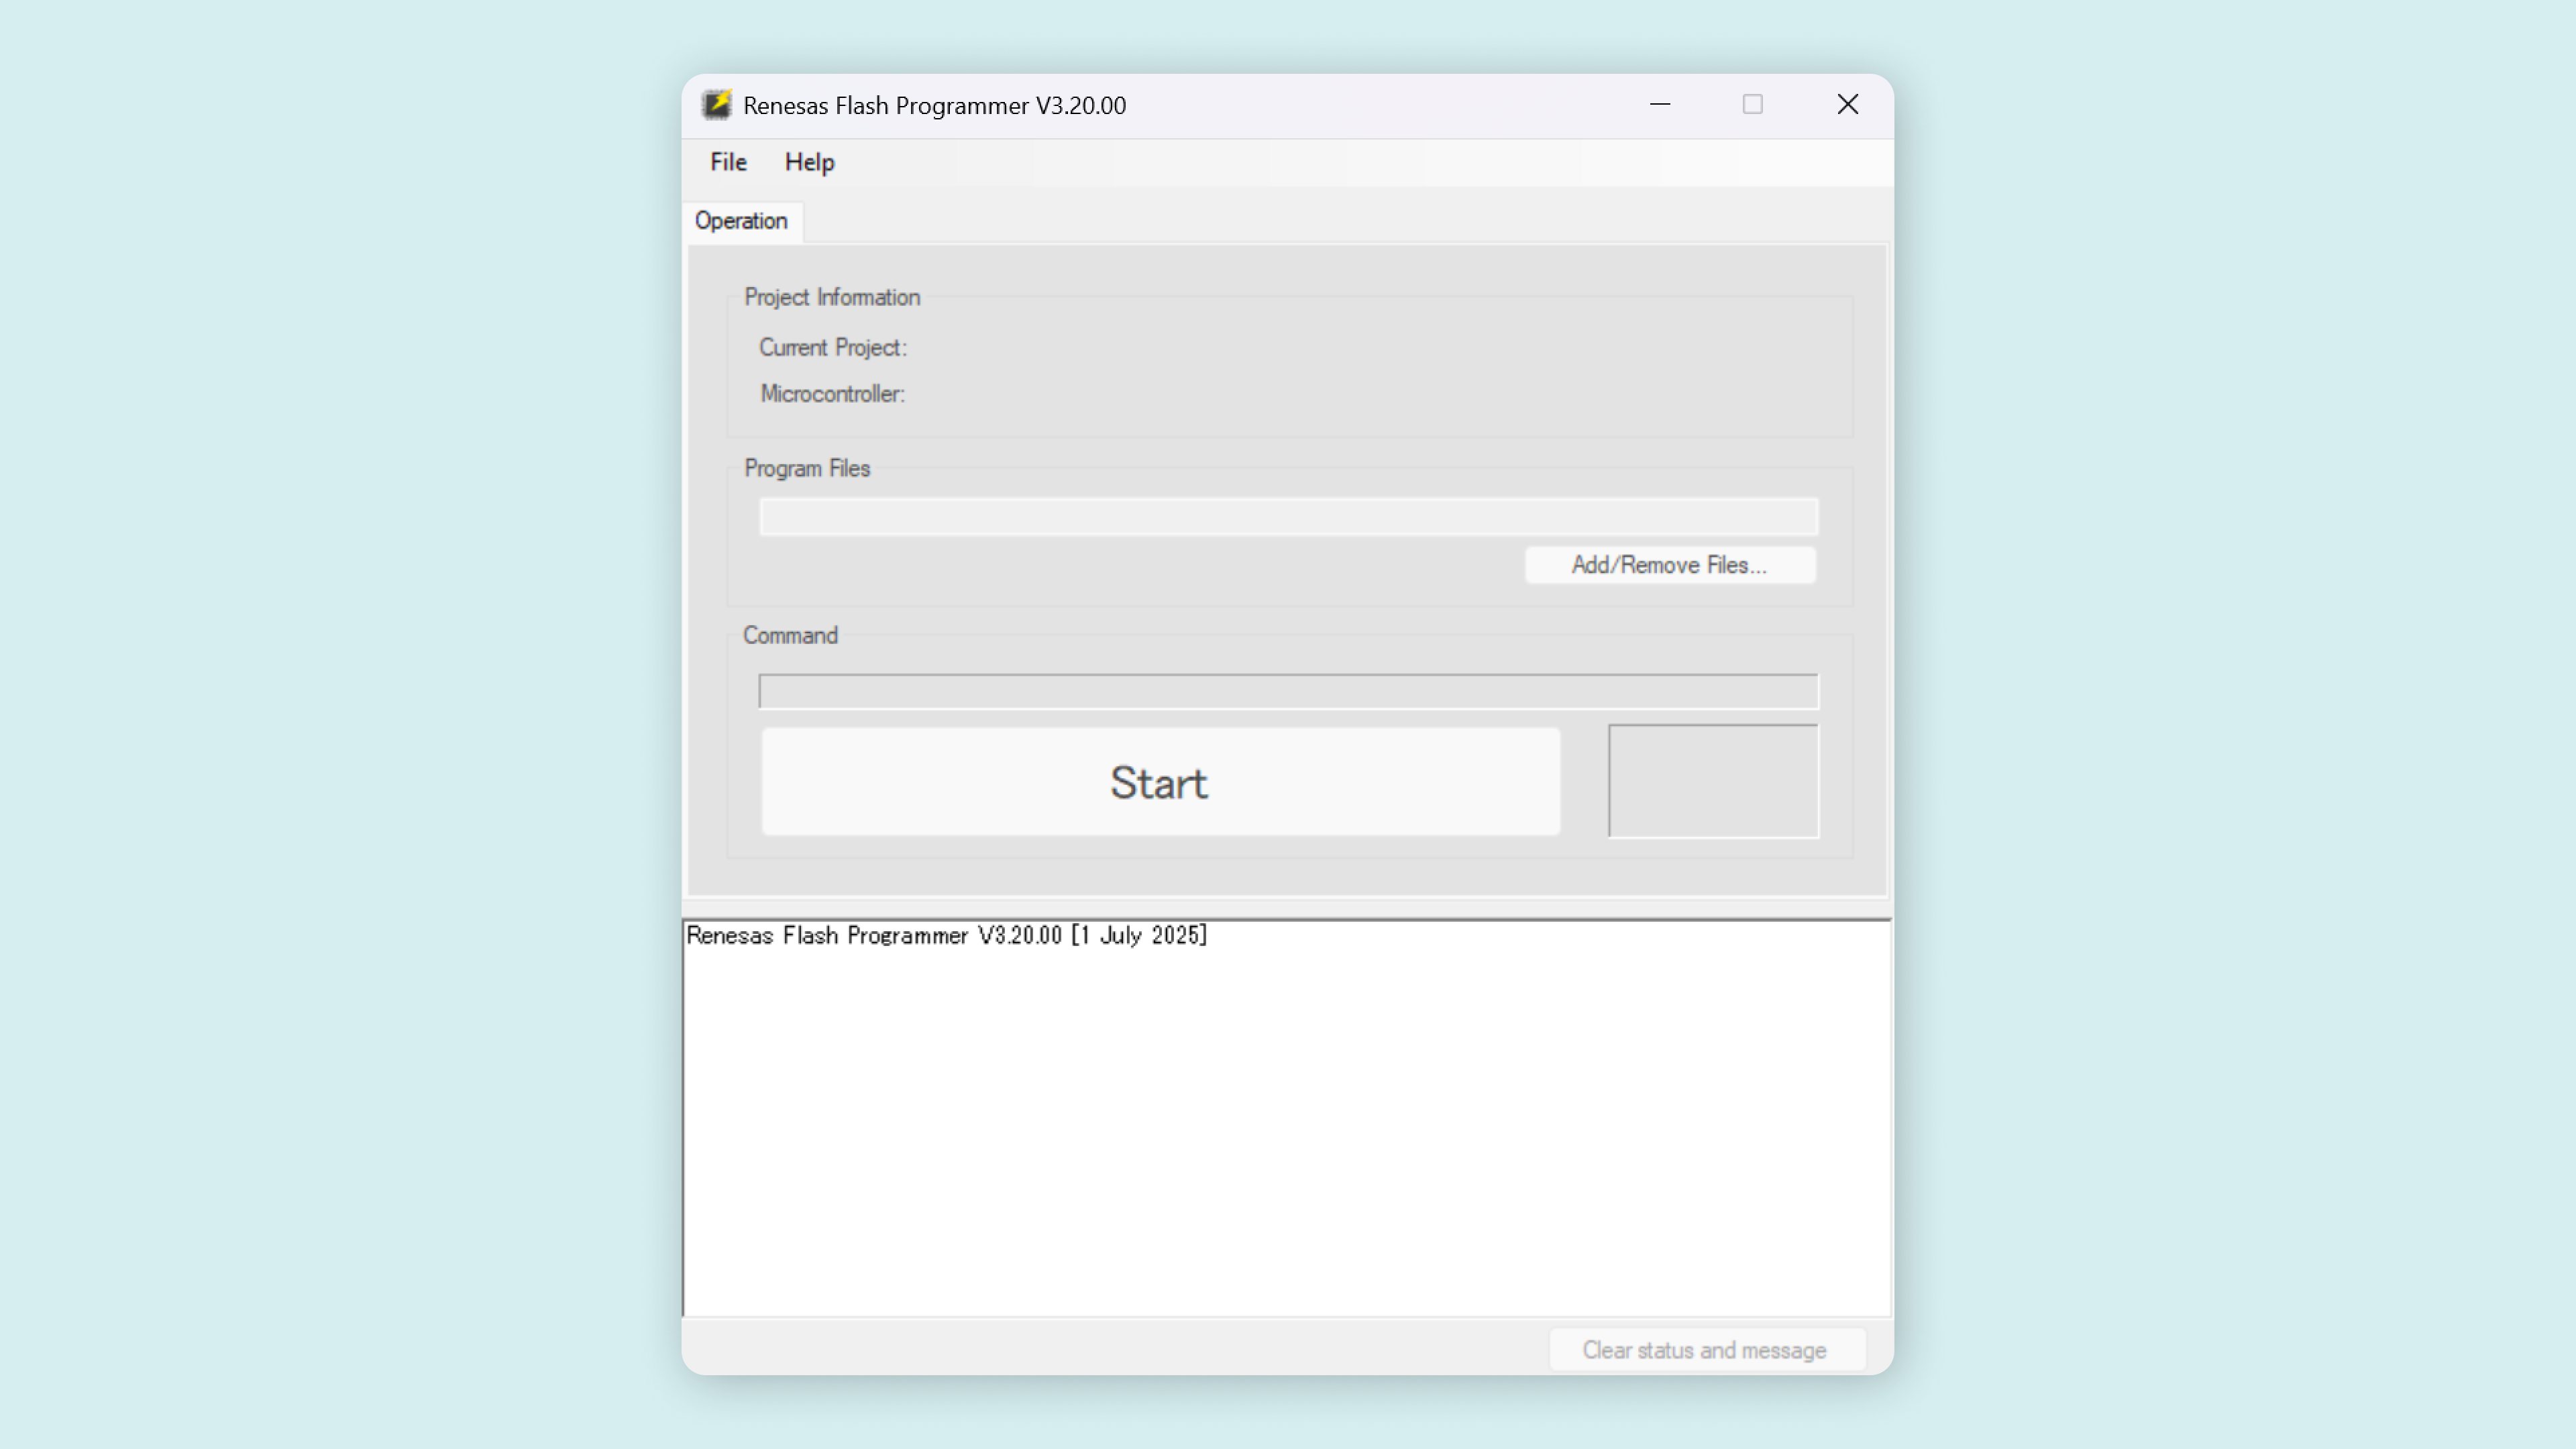 Renesas Flash Programmer V3.20.00
File Help
Operation
Project Information
Current Project:
Microcontroller:
Program Files
Add/Remove Files...
Command
Start
Renesas Flash Programmer V3.20.00 [1 July 2025]
Clear status and message